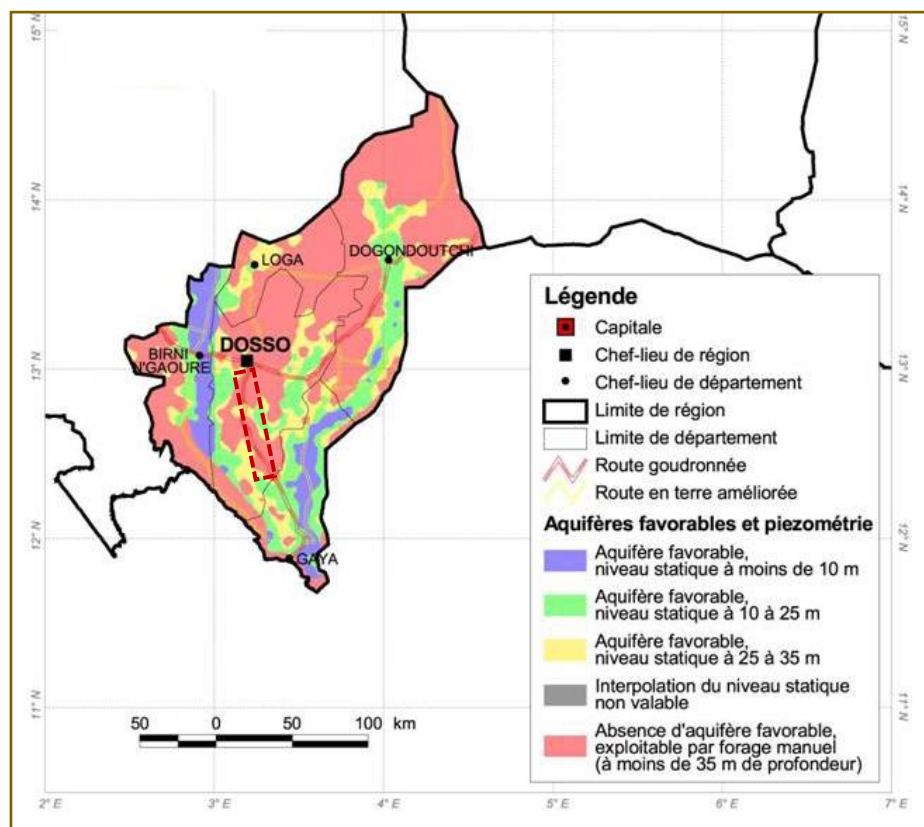 15° N
15° N
14° N
14° N
13° N
13° N
12° N
12° N
11° N
11° N
2° E
3° E
4° E
5° E
6° E
7° E
LOGA
DOGONDOUTCHI
DOSSO
BIRNI
N'GAOURE
GAYA
50 0 50 100 km
Légende
Capitale
Chef-lieu de région
Chef-lieu de département
Limite de région
Limite de département
Route goudronnée
Route en terre améliorée
Aquifères favorables et piezométrie
Aquifère favorable,
niveau statique à moins de 10 m
Aquifère favorable,
niveau statique à 10 à 25 m
Aquifère favorable,
niveau statique à 25 à 35 m
Interpolation du niveau statique
non valable
Absence d'aquifère favorable,
exploitable par forage manuel
(à moins de 35 m de profondeur)